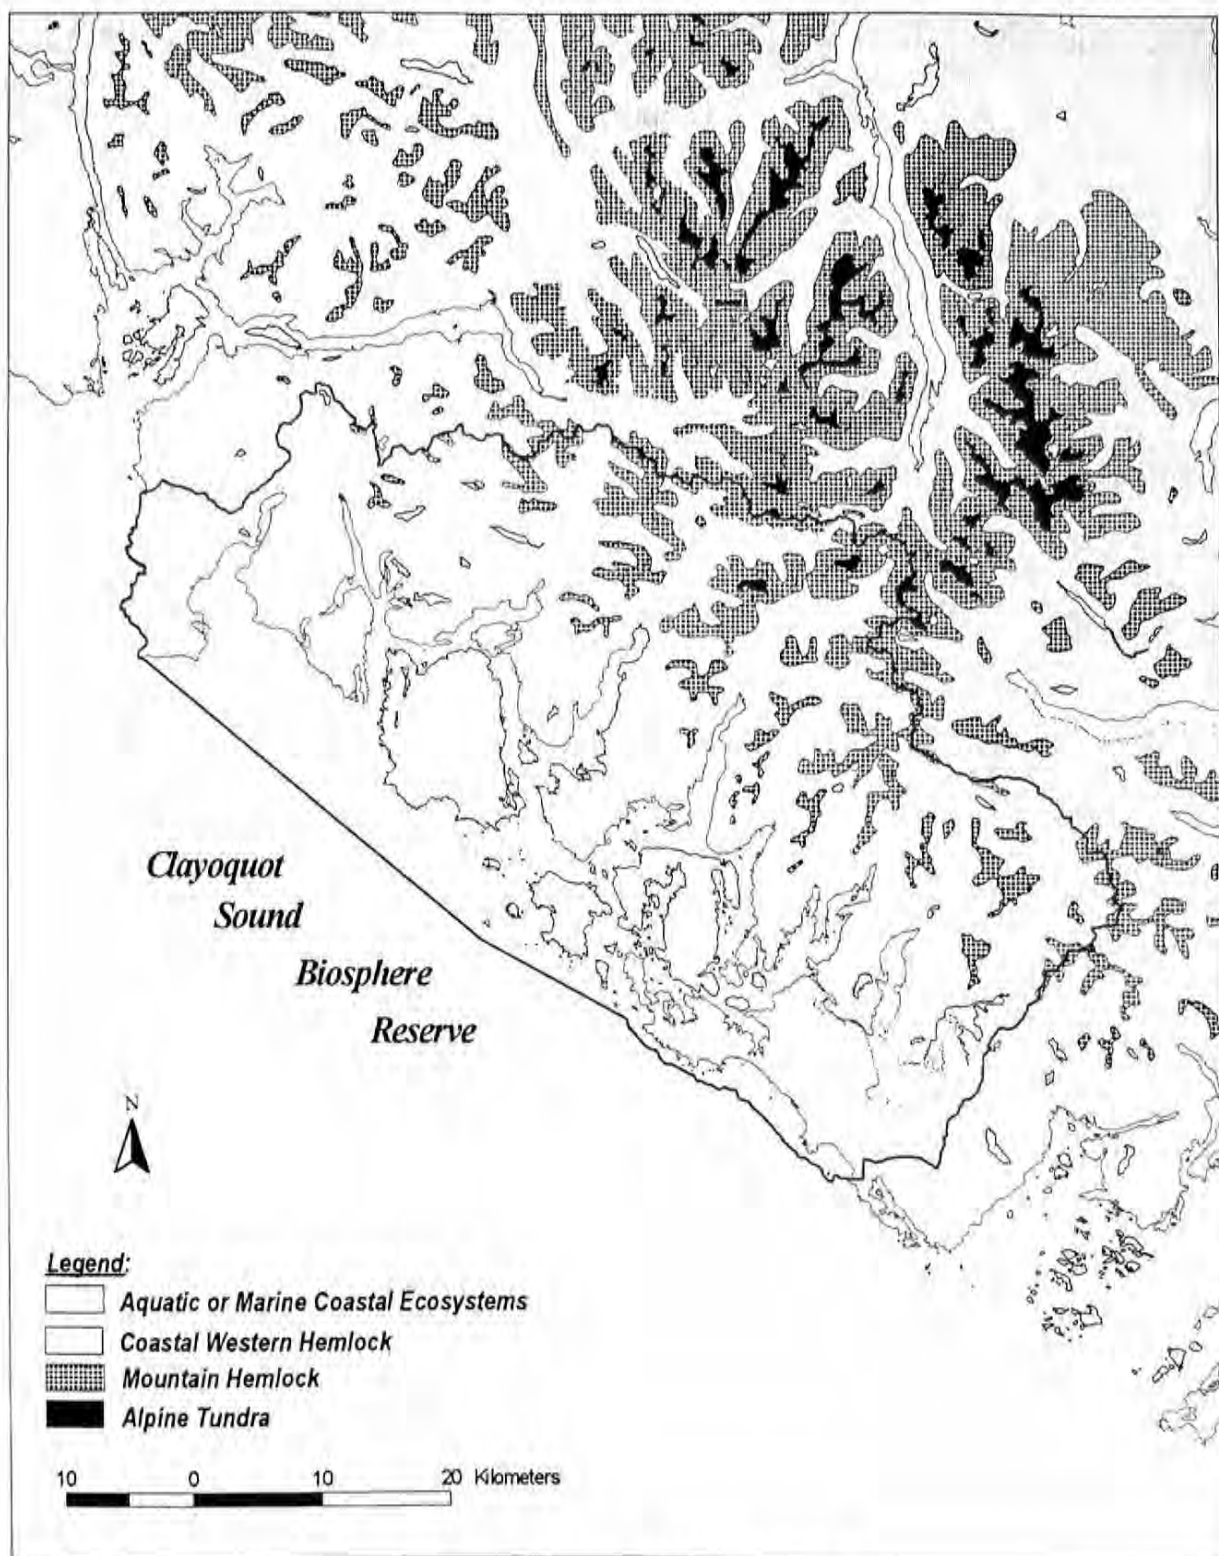 Clayoquot
Sound
Biosphere
Reserve
N
Legend:
Aquatic or Marine Coastal Ecosystems
Coastal Western Hemlock
Mountain Hemlock
Alpine Tundra
10 0 10 20 Kilometers